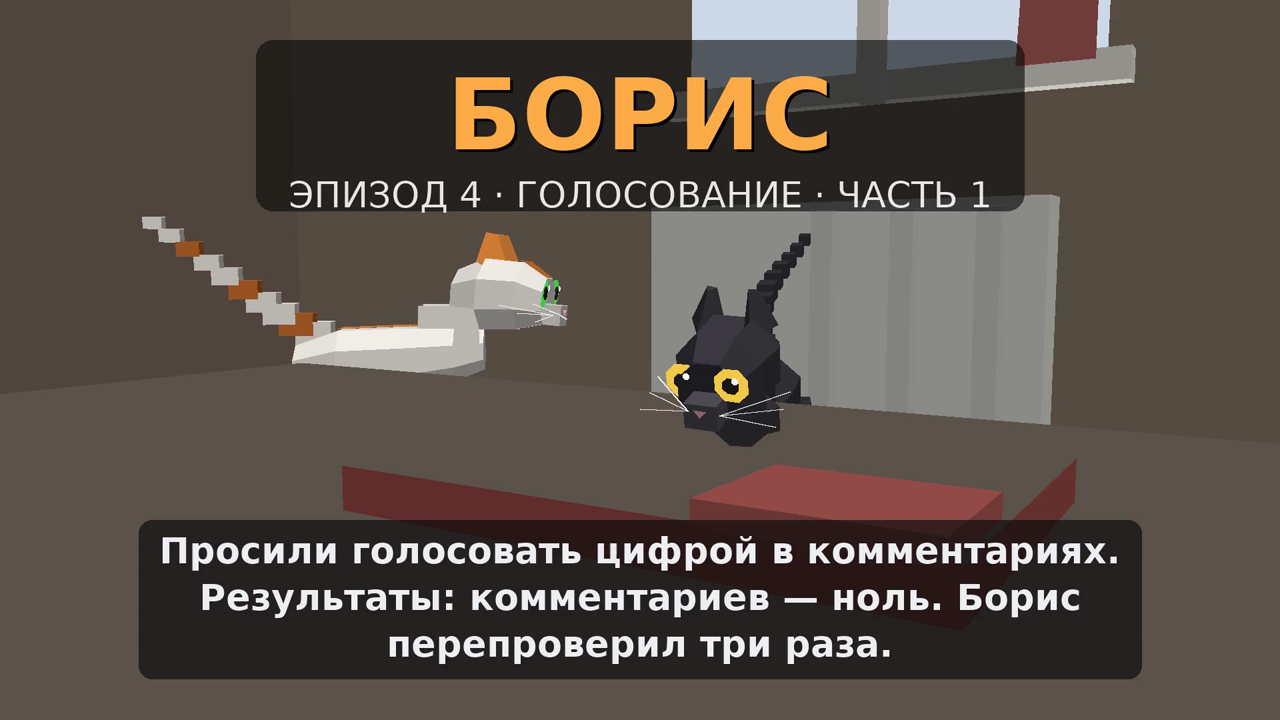 БОРИС
ЭПИЗОД 4 · ГОЛОСОВАНИЕ · ЧАСТЬ 1
Просили голосовать цифрой в комментариях.
Результаты: комментариев — ноль. Борис
перепроверил три раза.